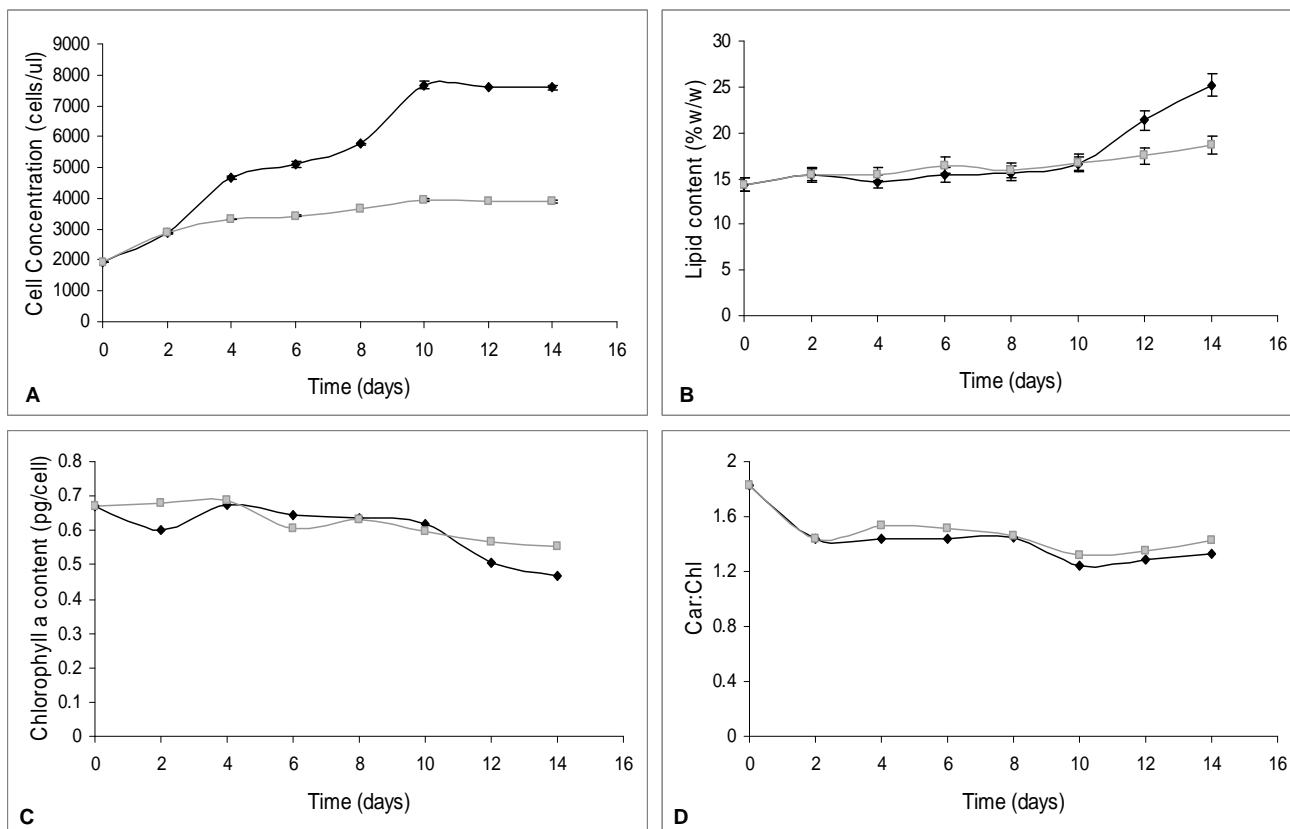 Cell Concentration (cells/ul)
9000
8000
7000
6000
5000
4000
3000
2000
1000
0
0 2 4 6 8 10 12 14 16
Time (days)
A
Lipid content (%w/w)
30
25
20
15
10
5
0
0 2 4 6 8 10 12 14 16
Time (days)
B
Chlorophyll a content (pg/cell)
0.8
0.7
0.6
0.5
0.4
0.3
0.2
0.1
0
0 2 4 6 8 10 12 14 16
Time (days)
C
Car:Chl
2
1.6
1.2
0.8
0.4
0
0 2 4 6 8 10 12 14 16
Time (days)
D